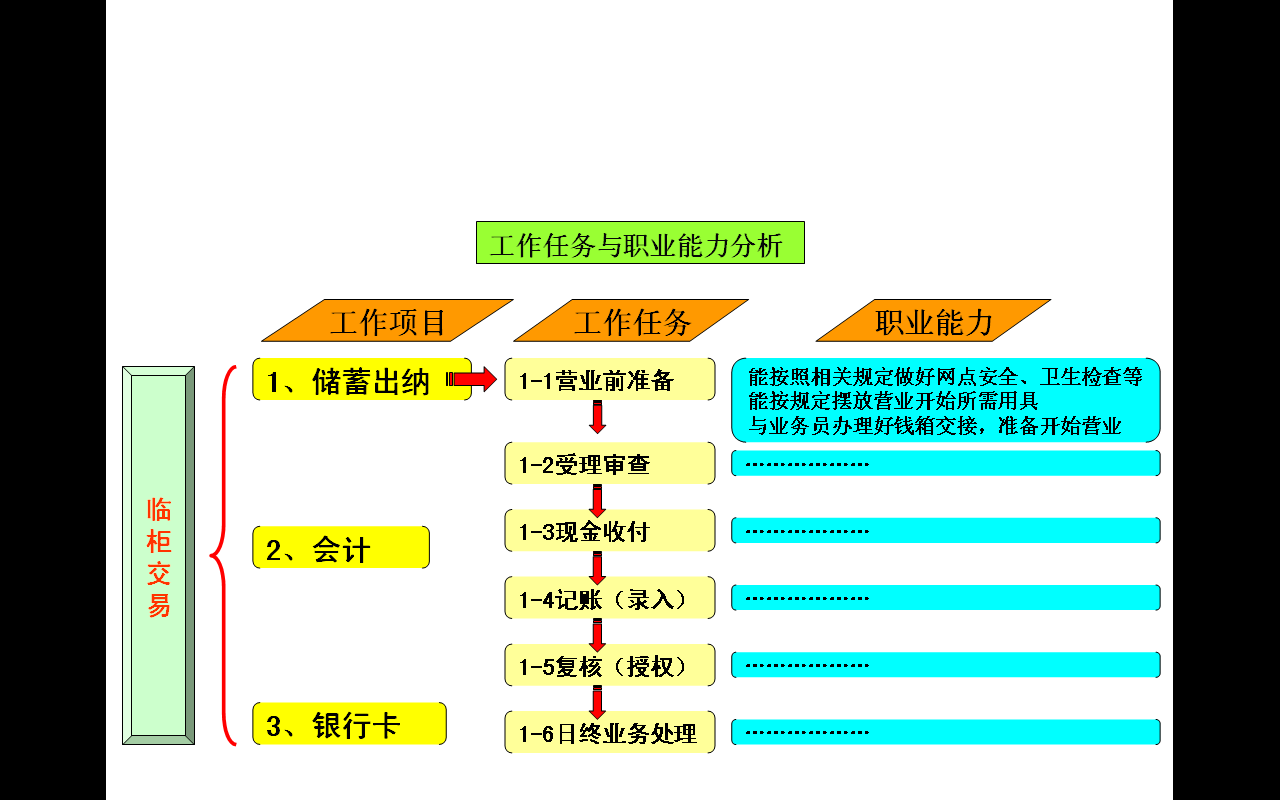 工作任务与职业能力分析
工作项目
工作任务
职业能力
临柜交易
1、储蓄出纳
1-1营业前准备
能按照相关规定做好网点安全、卫生检查等
能按规定摆放营业开始所需用具
与业务员办理好钱箱交接，准备开始营业
1-2受理审查
………………
1-3现金收付
………………
2、会计
1-4记账（录入）
………………
1-5复核（授权）
………………
3、银行卡
1-6日终业务处理
………………